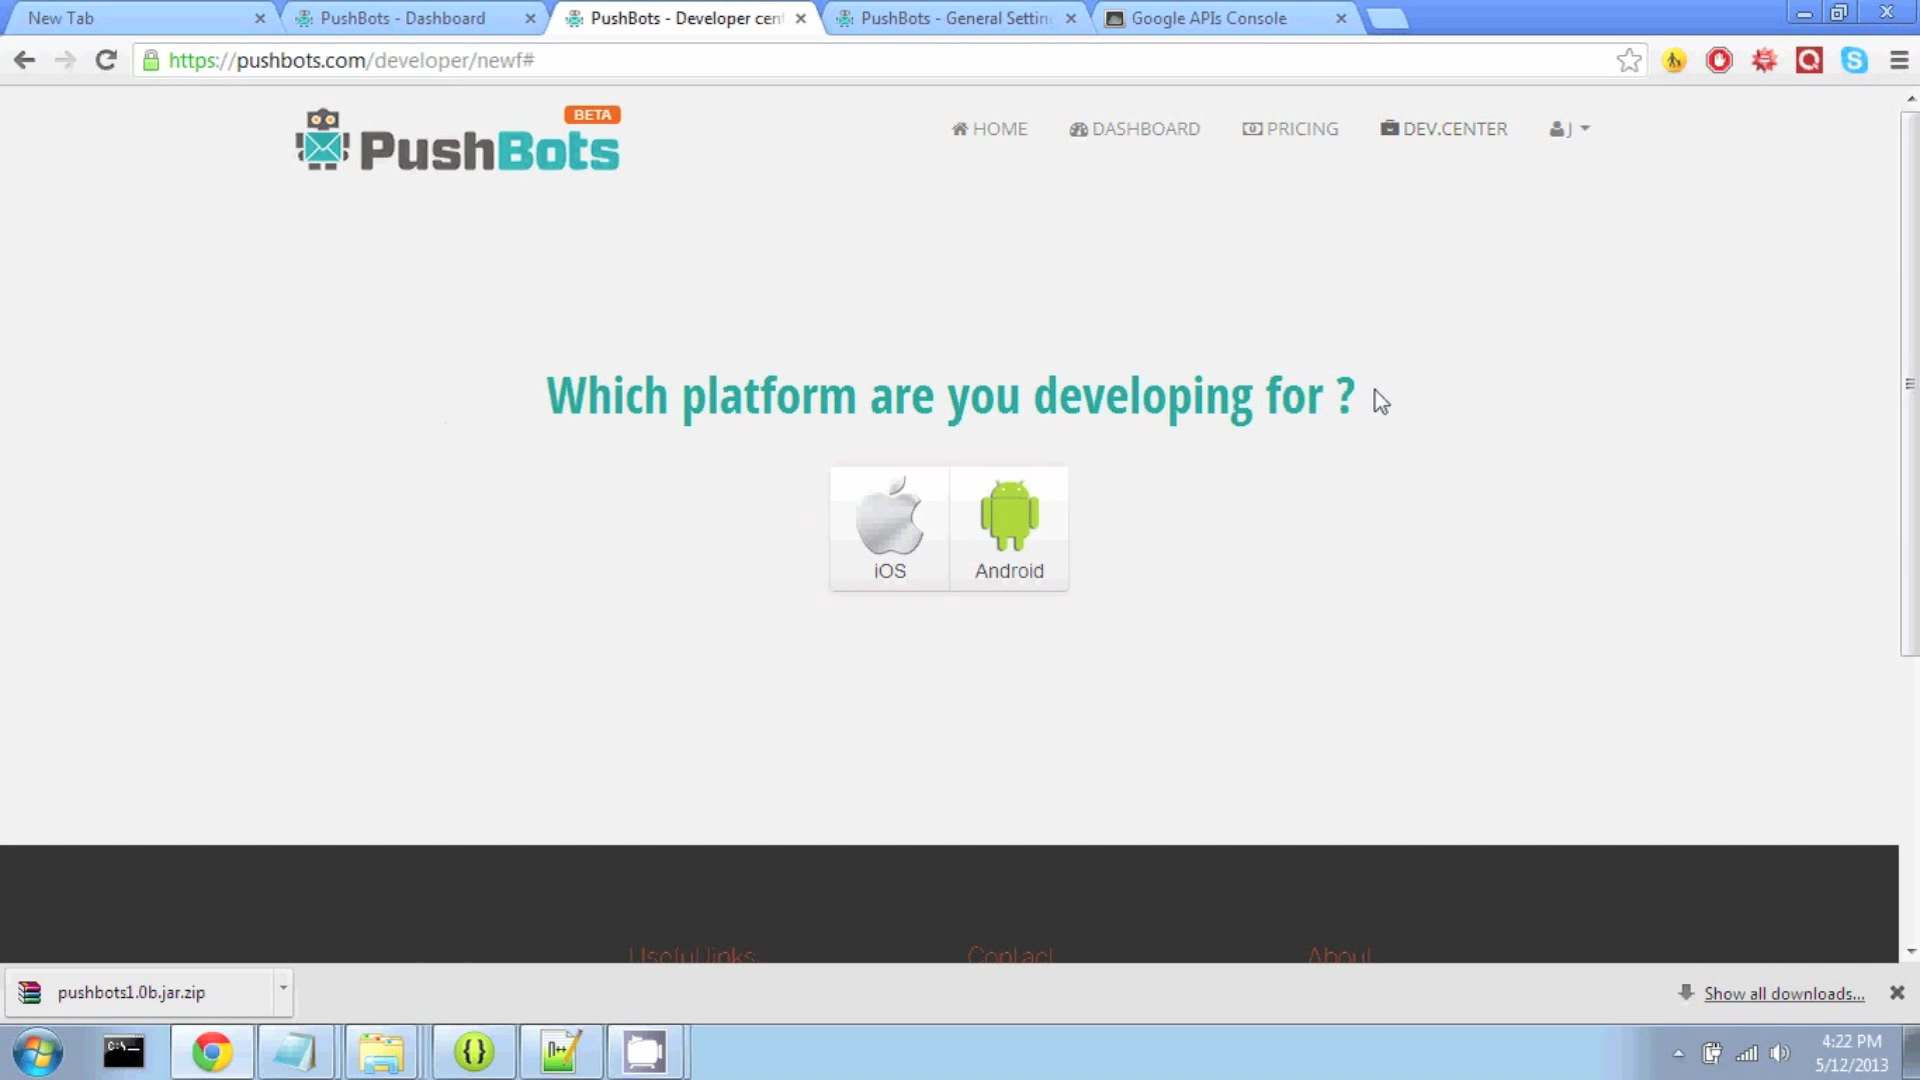 New Tab
PushBots - Dashboard
PushBots - Developer cen
PushBots - General Settin
Google APIs Console
https://pushbots.com/developer/newf#
BETA
PushBots
HOME
DASHBOARD
PRICING
DEV.CENTER
J
Which platform are you developing for ?
iOS
Android
Useful links
Contact
About
pushbots1.0b.jar.zip
Show all downloads...
4:22 PM
5/12/2013